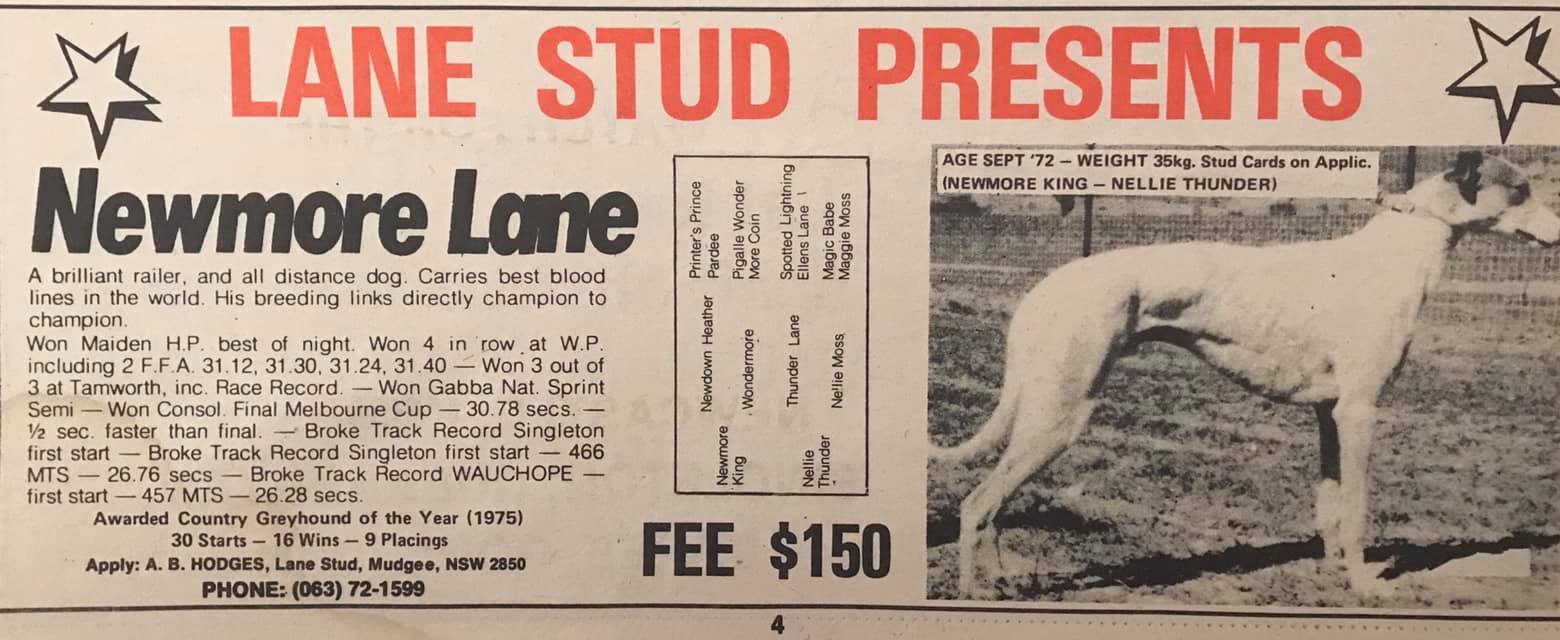 LANE STUD PRESENTS
Newmore Lane
A brilliant railer, and all distance dog. Carries best blood
lines in the world. His breeding links directly champion to
champion.
Won Maiden H.P. best of night. Won 4 in row at W.P.
including 2 F.F.A. 31.12, 31.30, 31.24, 31.40 — Won 3 out of
3 at Tamworth, inc. Race Record. — Won Gabba Nat. Sprint
Semi — Won Consol. Final Melbourne Cup — 30.78 secs. —
½ sec. faster than final. — Broke Track Record Singleton
first start — Broke Track Record Singleton first start — 466
MTS — 26.76 secs — Broke Track Record WAUCHOPE —
first start — 457 MTS — 26.28 secs.
Awarded Country Greyhound of the Year (1975)
30 Starts — 16 Wins — 9 Placings
Apply: A. B. HODGES, Lane Stud, Mudgee, NSW 2850
PHONE: (063) 72-1599
Newmore
King
Nellie
Thunder
Newdown Heather
Wondermore
Thunder Lane
Nellie Moss
Printer's Prince
Pardee
Pigalle Wonder
More Coin
Spotted Lightning
Ellens Lane
Magic Babe
Maggie Moss
FEE $150
AGE SEPT '72 — WEIGHT 35kg. Stud Cards on Applic.
(NEWMORE KING — NELLIE THUNDER)
4